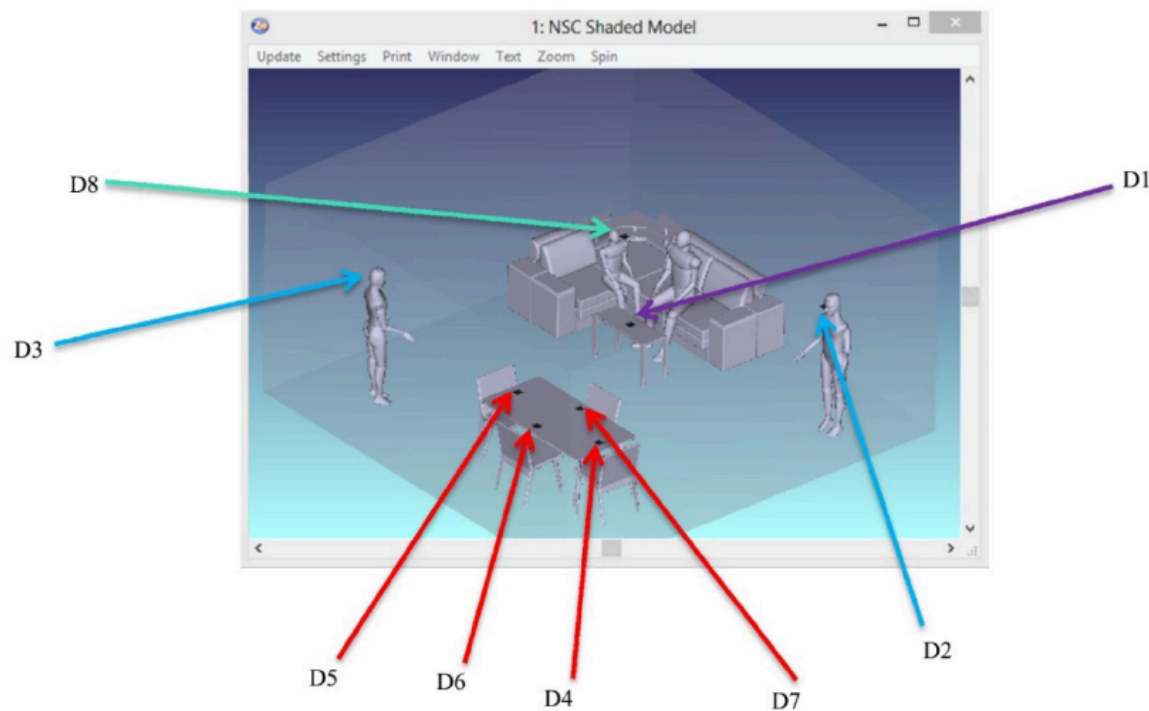 1: NSC Shaded Model
Update Settings Print Window Text Zoom Spin
D8
D1
D3
D2
D5
D6
D4
D7